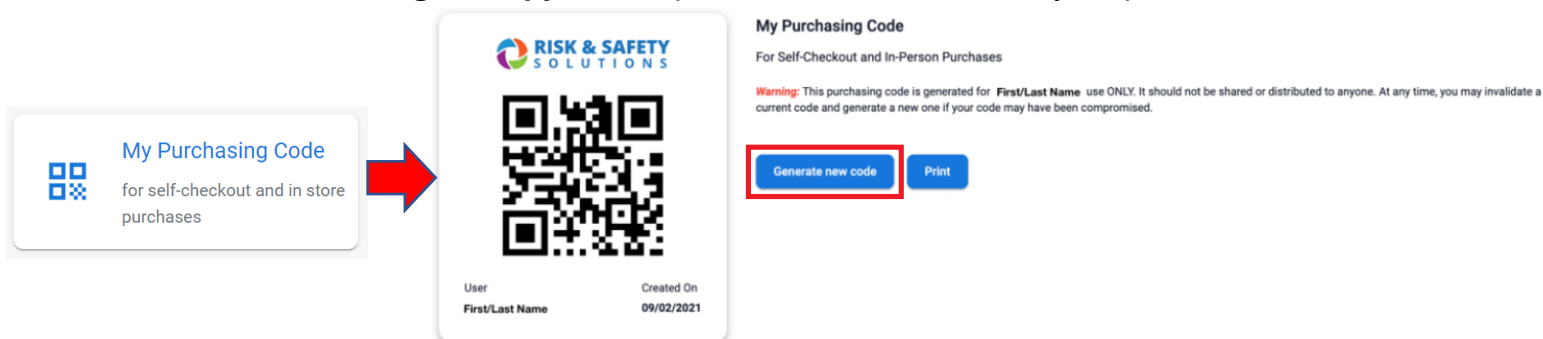 My Purchasing Code
for self-checkout and in store
purchases
RISK & SAFETY
SOLUTIONS
User
Created On
First/Last Name
09/02/2021
My Purchasing Code
For Self-Checkout and In-Person Purchases
Warning: This purchasing code is generated for First/Last Name use ONLY. It should not be shared or distributed to anyone. At any time, you may invalidate a
current code and generate a new one if your code may have been compromised.
Generate new code
Print